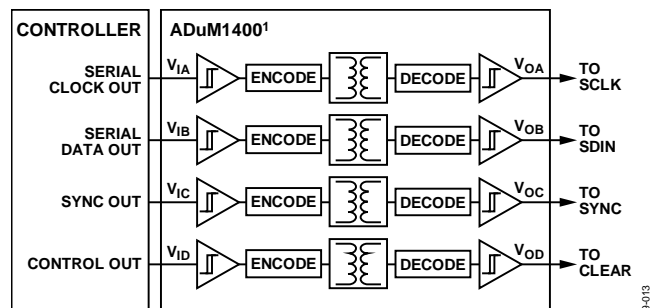 CONTROLLER
ADuM1400¹
SERIAL
CLOCK OUT
V_IA
ENCODE
DECODE
V_OA
TO
SCLK
SERIAL
DATA OUT
V_IB
ENCODE
DECODE
V_OB
TO
SDIN
SYNC OUT
V_IC
ENCODE
DECODE
V_OC
TO
SYNC
CONTROL OUT
V_ID
ENCODE
DECODE
V_OD
TO
CLEAR